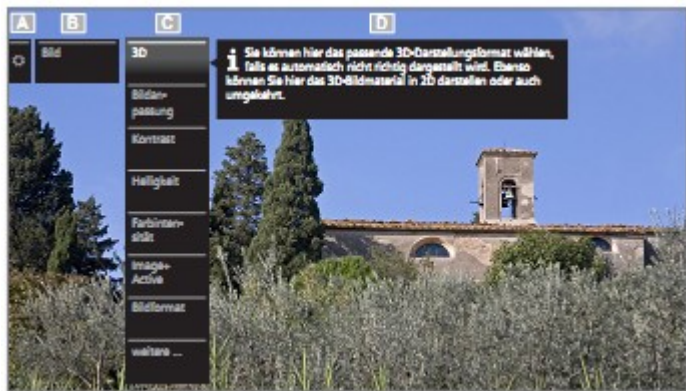 A B C D
Bild
3D
i Sie können hier das passende 3D-Darstellungsformat wählen,
falls es automatisch nicht richtig dargestellt wird. Ebenso
können Sie hier das 3D-Bildmaterial in 2D darstellen oder auch
umgekehrt.
Bildan-
passung
Kontrast
Helligkeit
Farbinten-
sität
Image+
Active
Bildformat
weitere ...